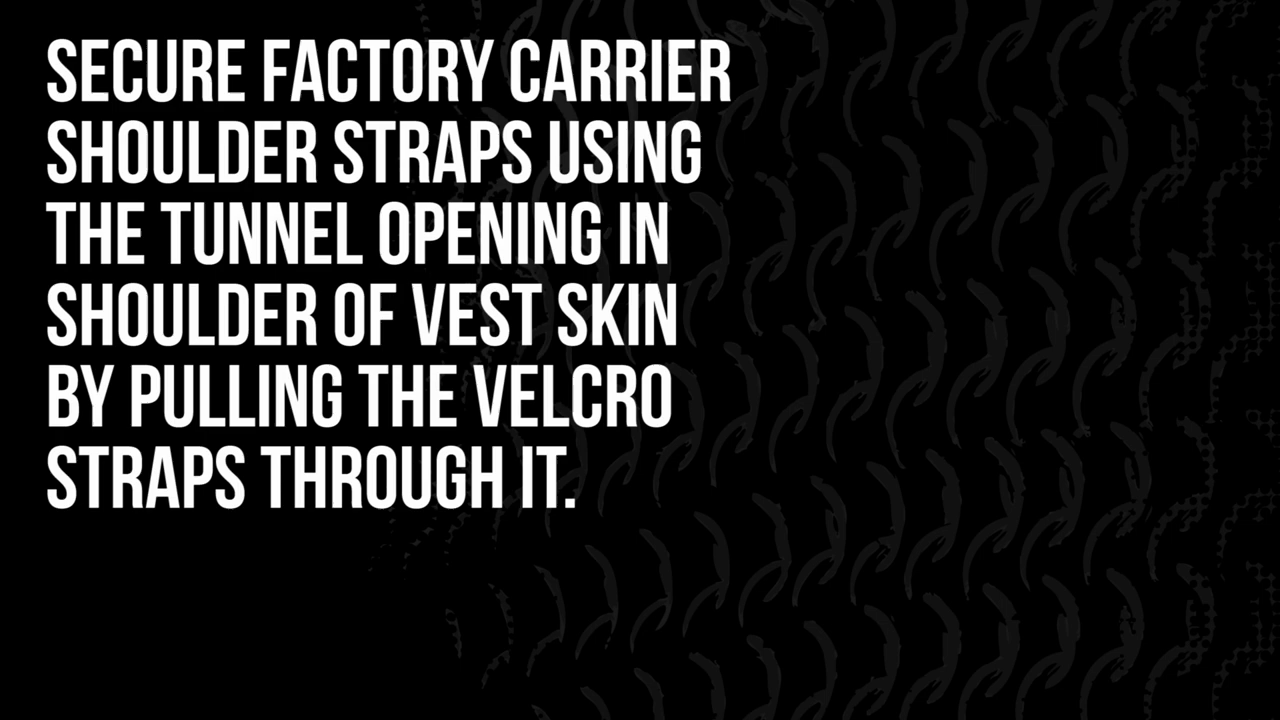 SECURE FACTORY CARRIER
SHOULDER STRAPS USING
THE TUNNEL OPENING IN
SHOULDER OF VEST SKIN
BY PULLING THE VELCRO
STRAPS THROUGH IT.